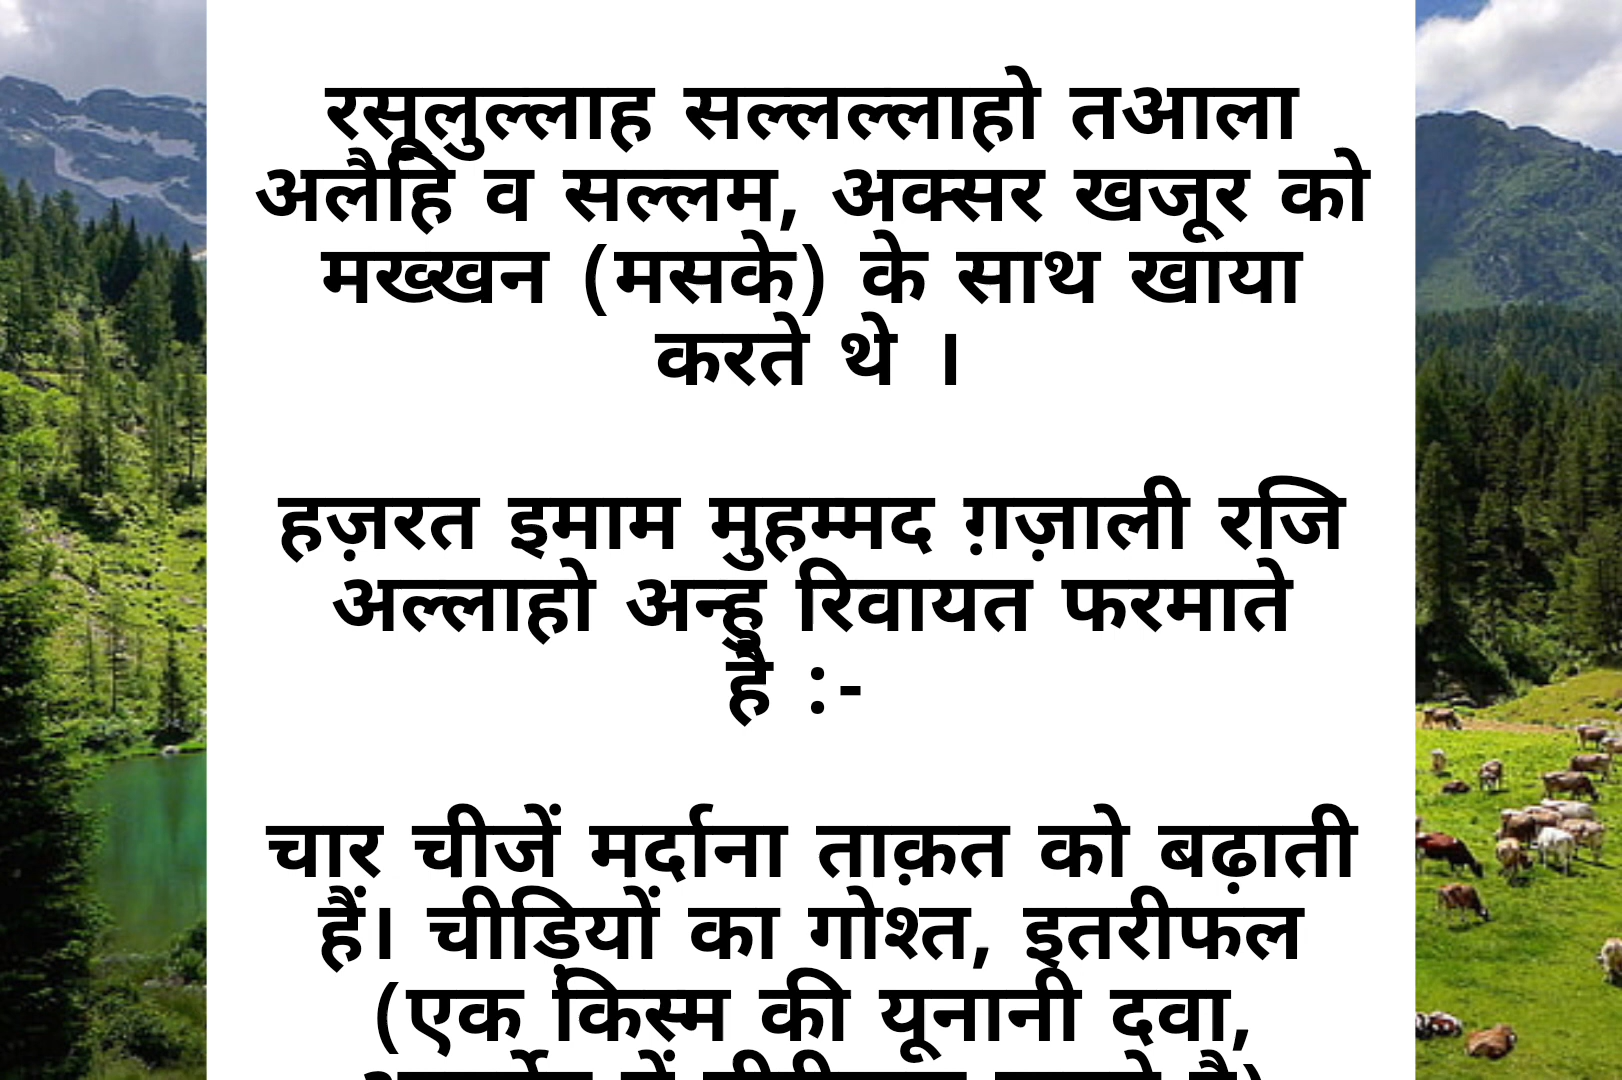 रसूलुल्लाह सल्लल्लाहो तआला
अलैहि व सल्लम, अक्सर खजूर को
मख्खन (मसके) के साथ खाया
करते थे ।
हज़रत इमाम मुहम्मद ग़ज़ाली रजि
अल्लाहो अन्हु रिवायत फरमाते
है :-
चार चीजें मर्दाना ताक़त को बढ़ाती
हैं। चीड़ियों का गोश्त, इतरीफल
(एक किस्म की यूनानी दवा,